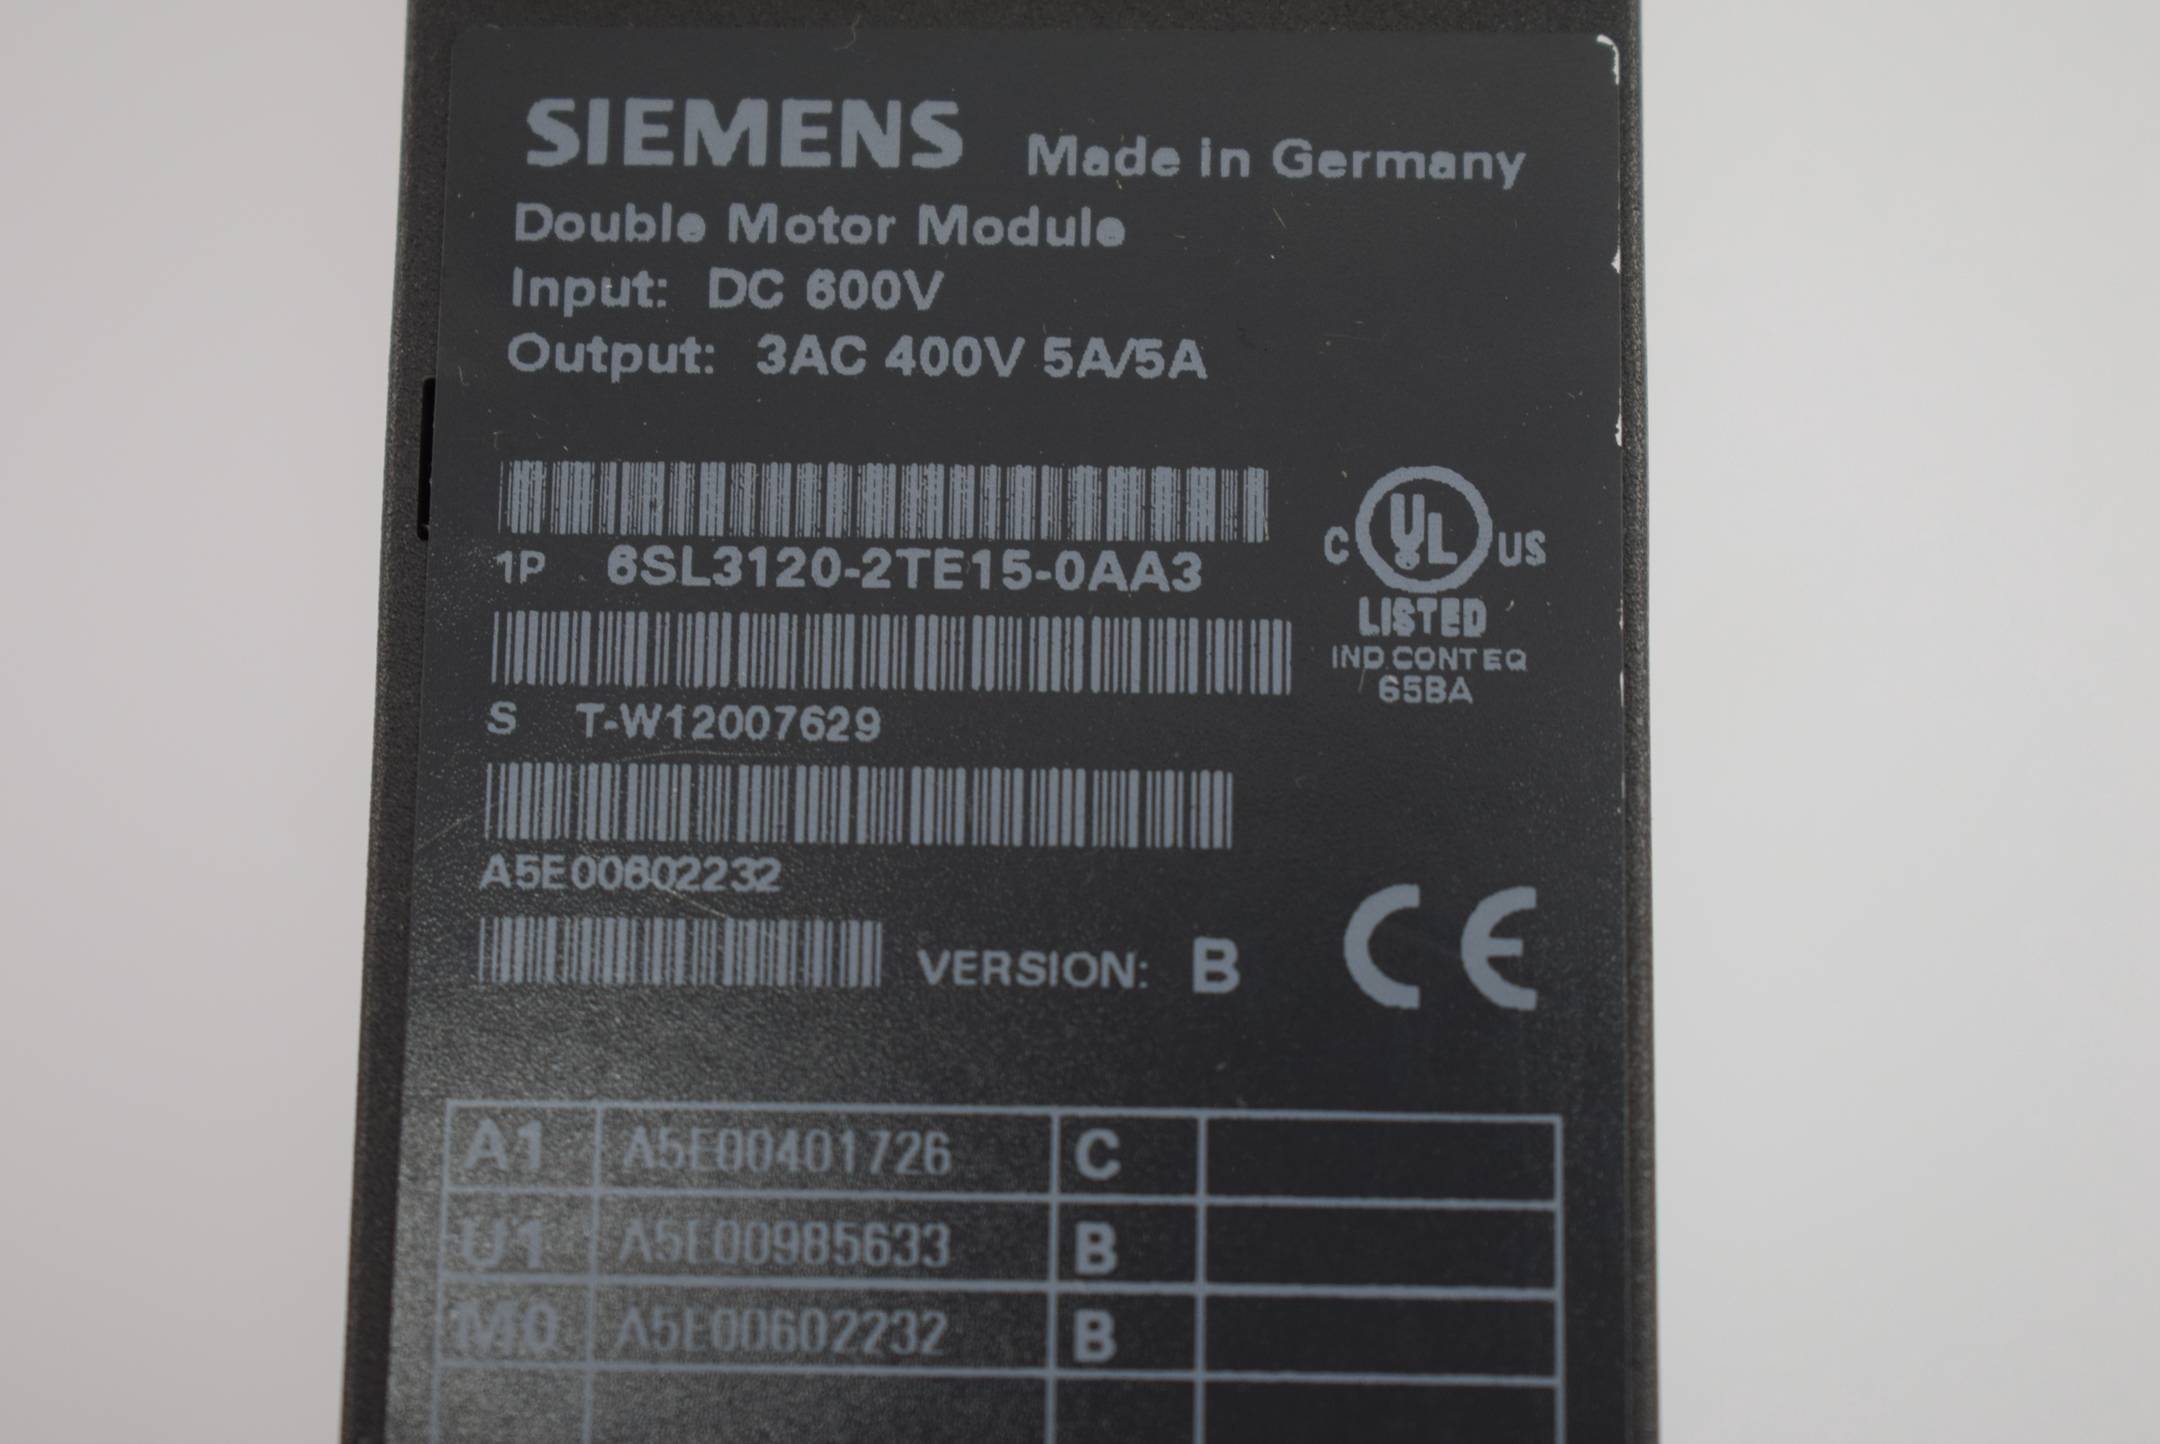 SIEMENS Made in Germany
Double Motor Module
Input: DC 600V
Output: 3AC 400V 5A/5A
1P 6SL3120-2TE15-0AA3
C UL US
LISTED
IND.CONT EQ
65BA
S T-W12007629
A5E00602232
VERSION: B CE
A1 A5E00401726 C
U1 A5E00985633 B
M0 A5E00602232 B